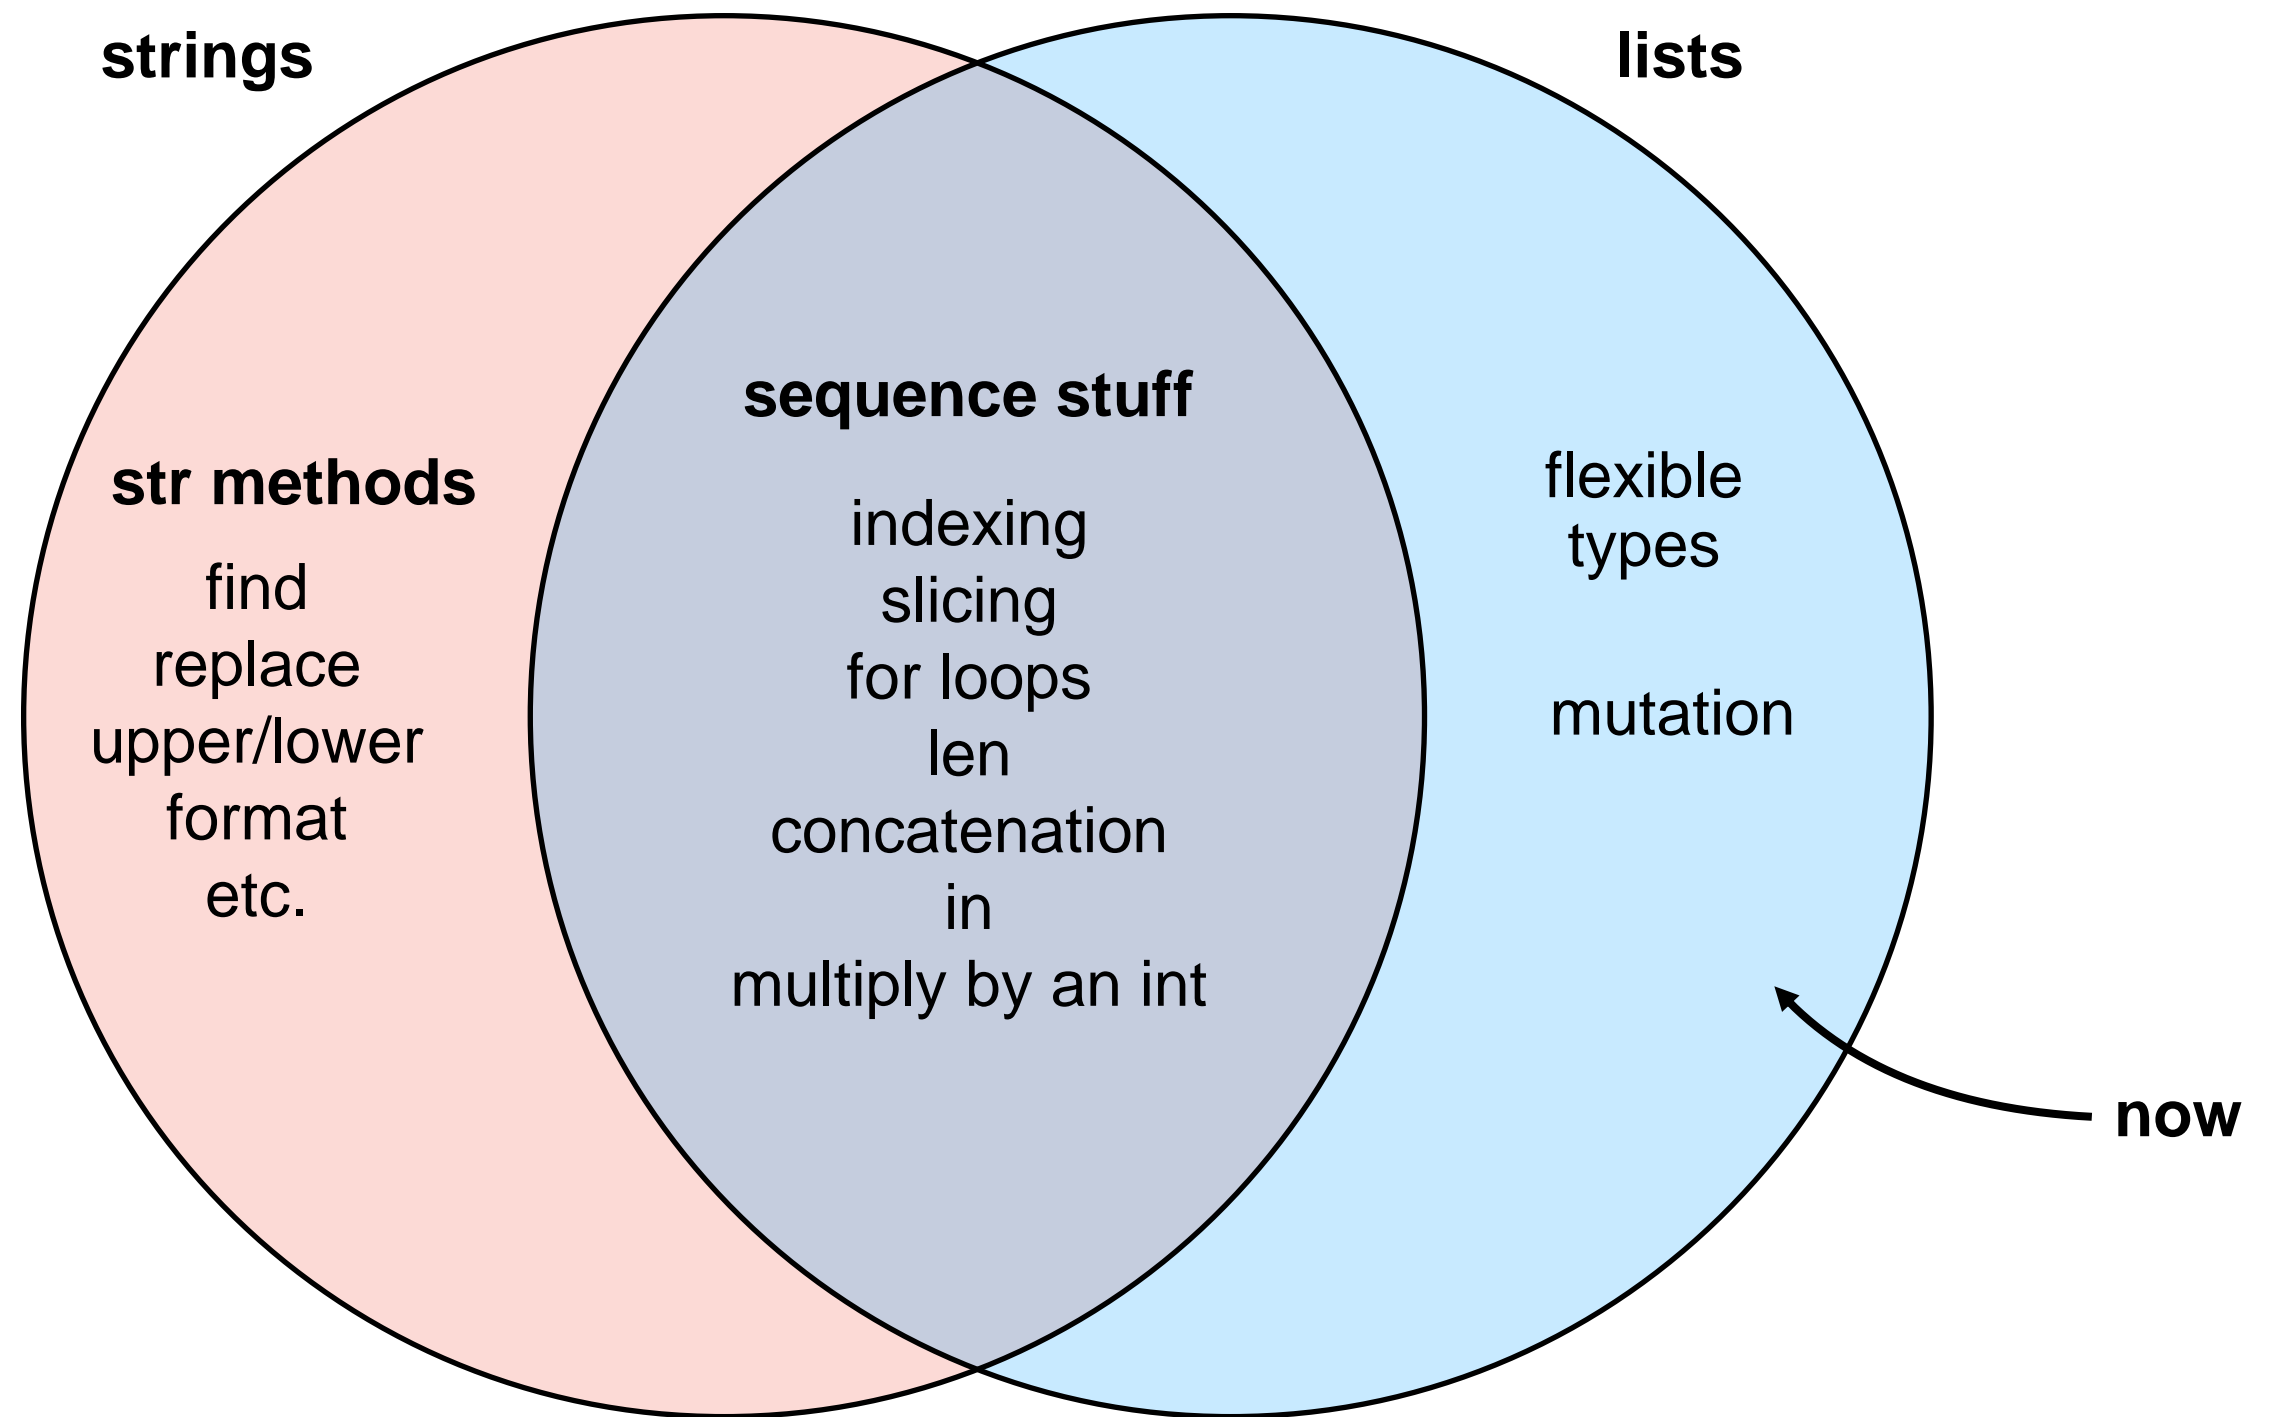 strings
lists
str methods
find
replace
upper/lower
format
etc.
sequence stuff
indexing
slicing
for loops
len
concatenation
in
multiply by an int
flexible
types
mutation
now